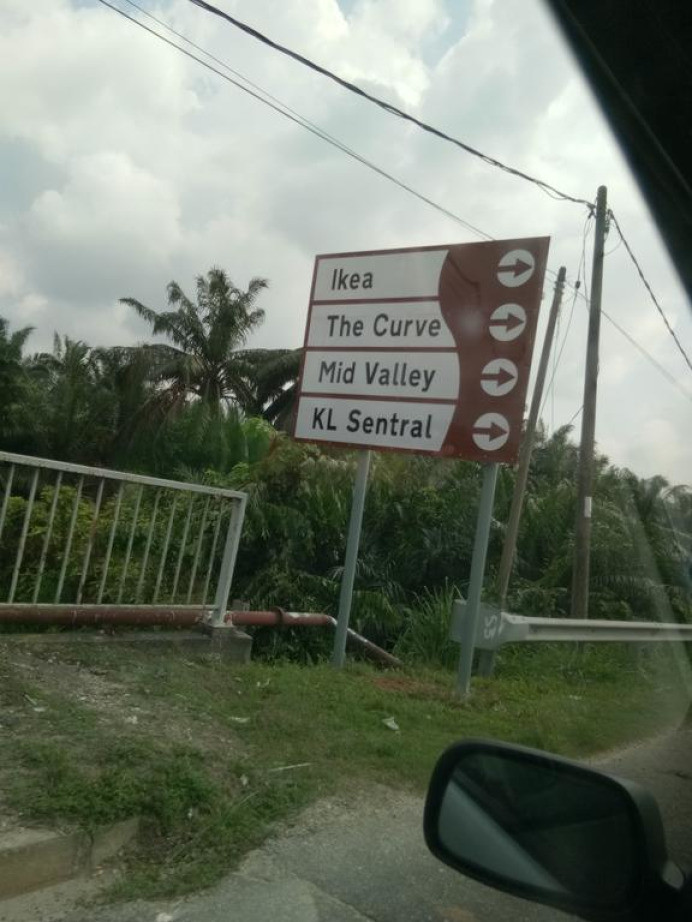 Ikea
The Curve
Mid Valley
KL Sentral